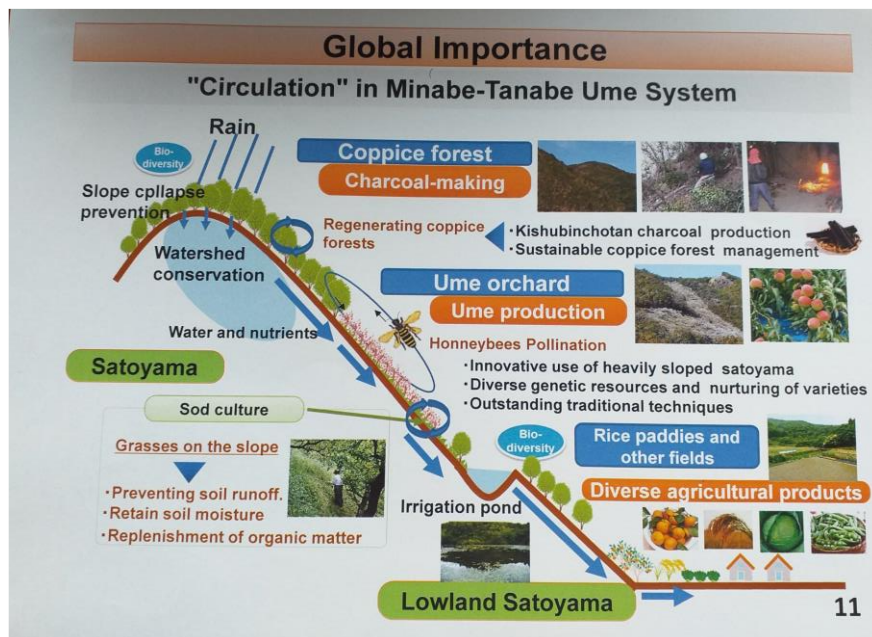 Global Importance
"Circulation" in Minabe-Tanabe Ume System
Rain
Bio-
diversity
Slope cpllapse
prevention
Watershed
conservation
Water and nutrients
Satoyama
Coppice forest
Charcoal-making
Regenerating coppice
forests
・Kishubinchotan charcoal production
・Sustainable coppice forest management
Ume orchard
Ume production
Honneybees Pollination
・Innovative use of heavily sloped satoyama
・Diverse genetic resources and nurturing of varieties
・Outstanding traditional techniques
Sod culture
Grasses on the slope
・Preventing soil runoff.
・Retain soil moisture
・Replenishment of organic matter
Bio-
diversity
Irrigation pond
Rice paddies and
other fields
Diverse agricultural products
Lowland Satoyama
11